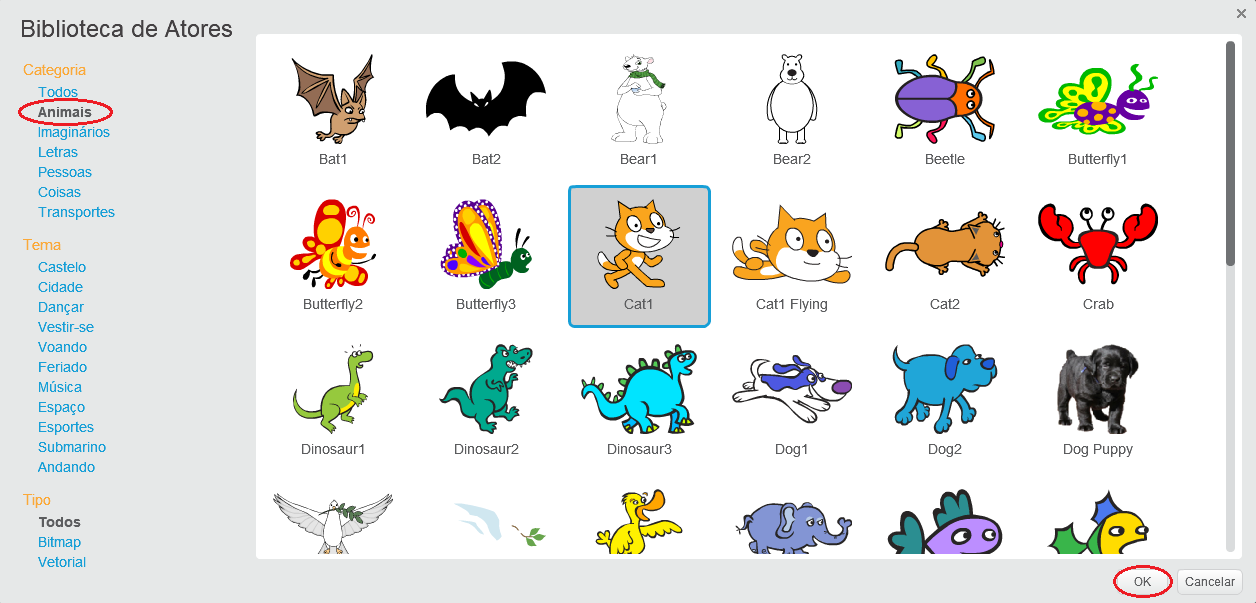 Biblioteca de Atores
Categoria
Todos
Animais
Imaginários
Letras
Pessoas
Coisas
Transportes
Tema
Castelo
Cidade
Dançar
Vestir-se
Voando
Feriado
Música
Espaço
Esportes
Submarino
Andando
Tipo
Todos
Bitmap
Vetorial
Bat1 Bat2 Bear1 Bear2 Beetle Butterfly1
Butterfly2 Butterfly3 Cat1 Cat1 Flying Cat2 Crab
Dinosaur1 Dinosaur2 Dinosaur3 Dog1 Dog2 Dog Puppy
OK Cancelar